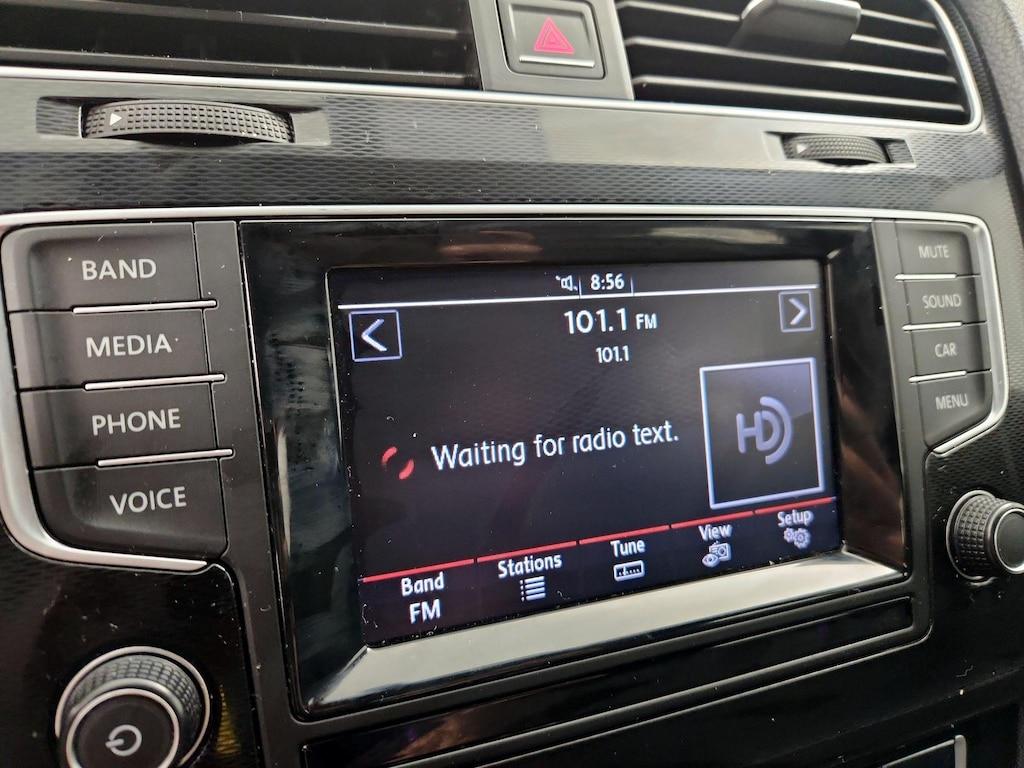 BAND
MEDIA
PHONE
VOICE
8:56
101.1 FM
101.1
Waiting for radio text.
HD
Band
FM
Stations
Tune
View
Setup
MUTE
SOUND
CAR
MENU